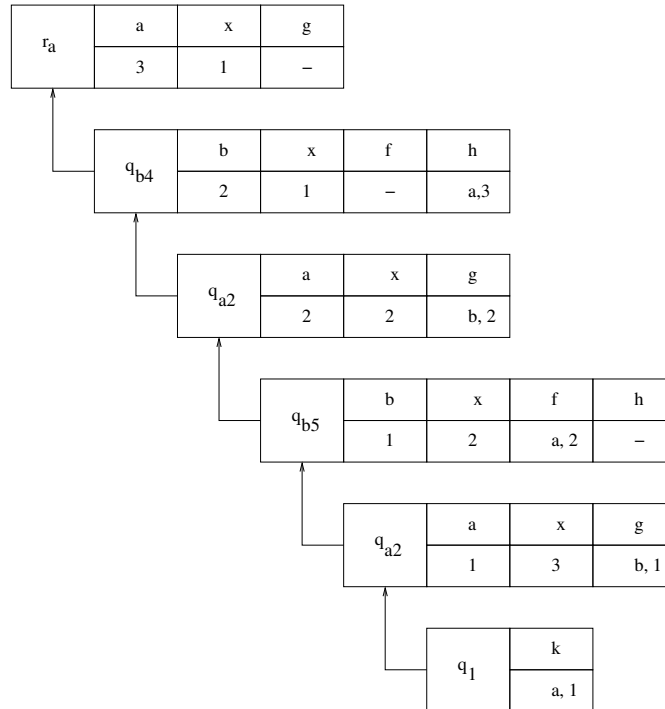 r_a a x g
3 1 −
q_b4 b x f h
2 1 − a,3
q_a2 a x g
2 2 b, 2
q_b5 b x f h
1 2 a, 2 −
q_a2 a x g
1 3 b, 1
q_1 k
a, 1